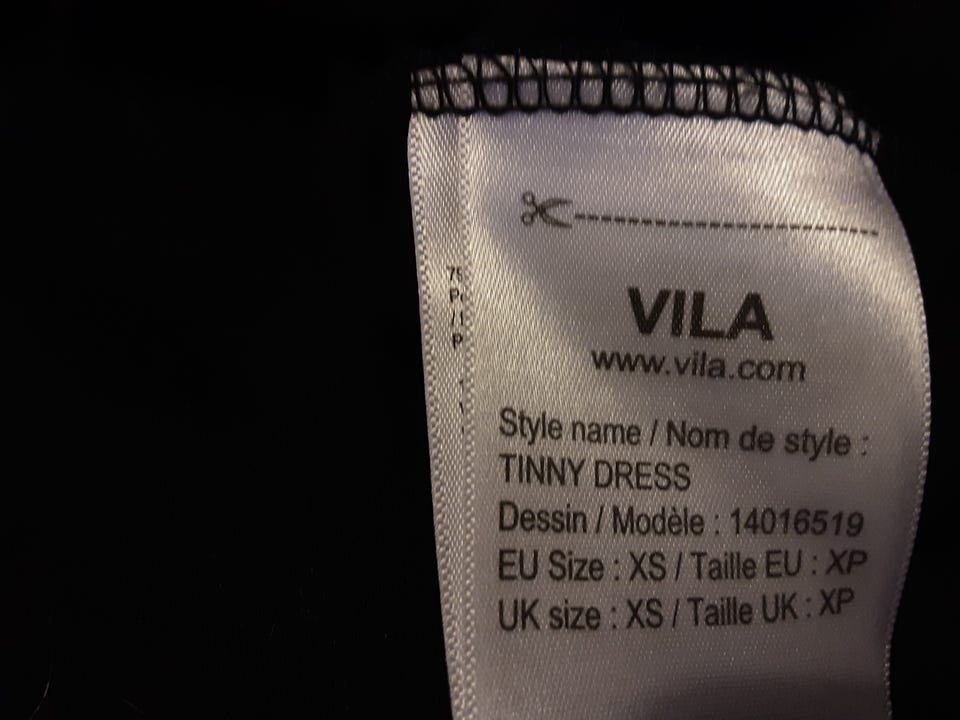 VILA
www.vila.com
Style name / Nom de style :
TINNY DRESS
Dessin / Modèle : 14016519
EU Size : XS / Taille EU : XP
UK size : XS / Taille UK : XP